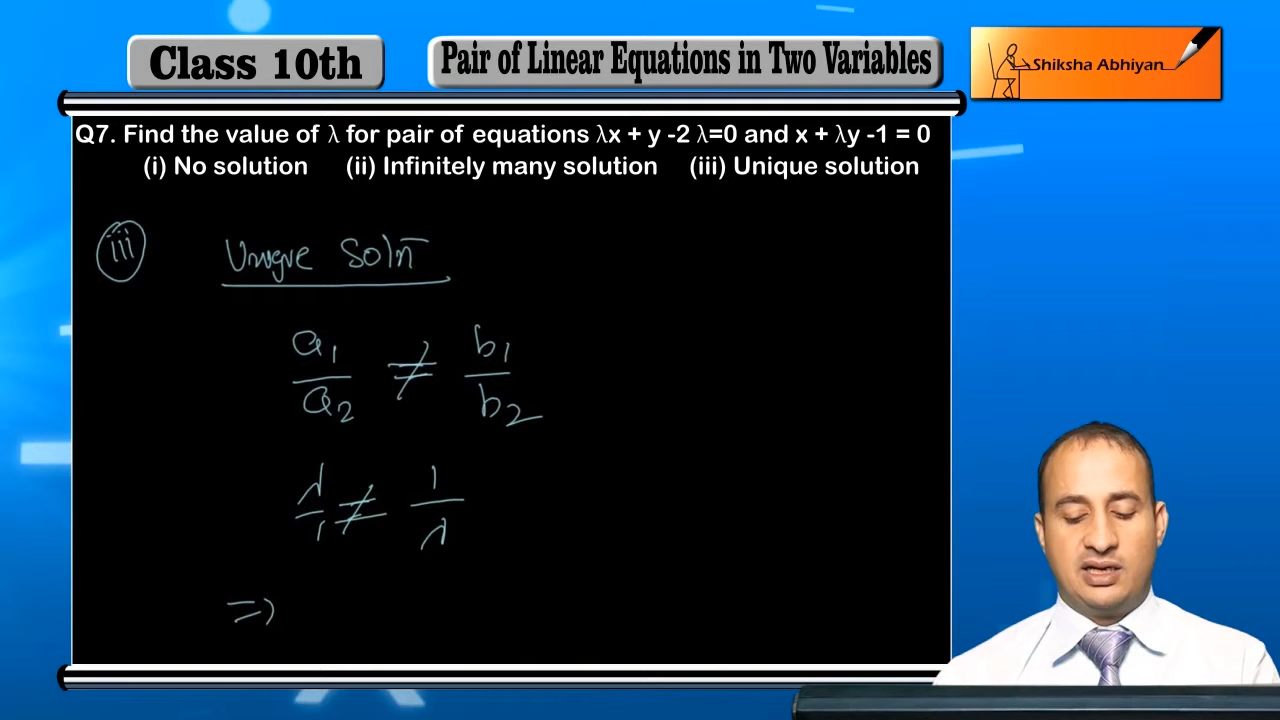 Class 10th
Pair of Linear Equations in Two Variables
Shiksha Abhiyan
Q7. Find the value of λ for pair of equations λx + y -2 λ=0 and x + λy -1 = 0
(i) No solution (ii) Infinitely many solution (iii) Unique solution
iii Unique Soln
a1/a2 ≠ b1/b2
λ/1 ≠ 1/λ
⇒